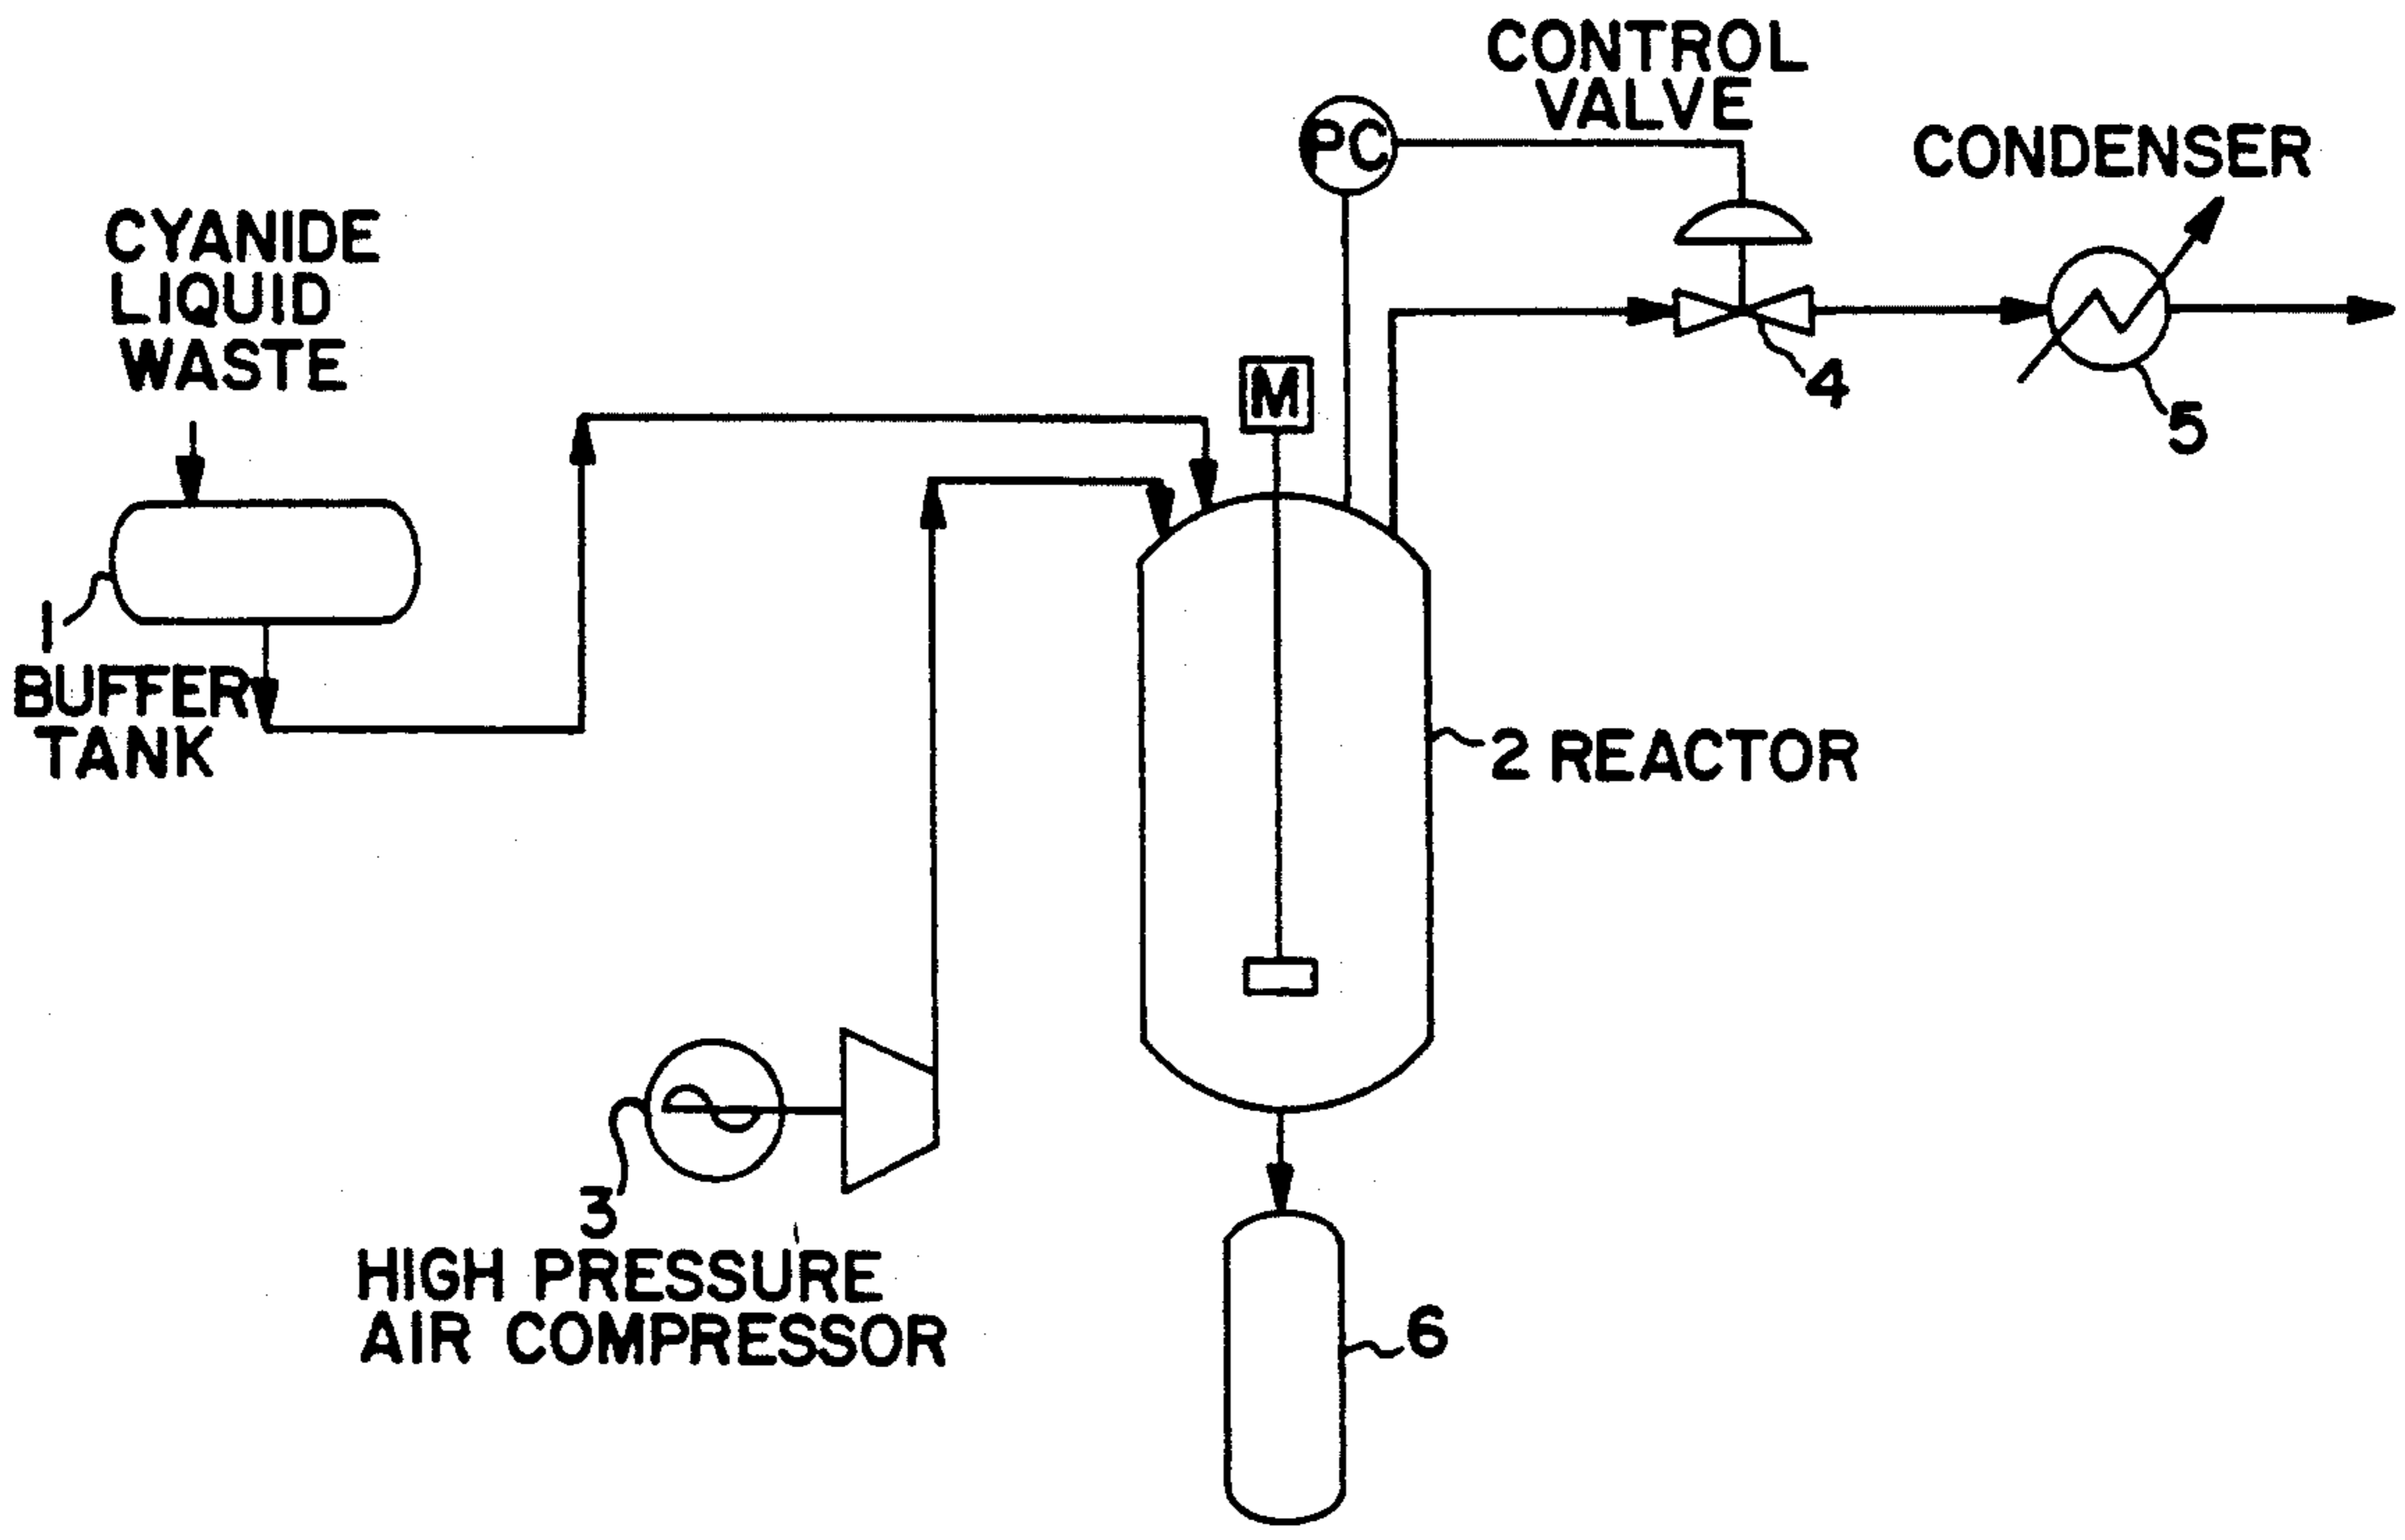 CONTROL
VALVE
PC
CONDENSER
CYANIDE
LIQUID
WASTE
M
4
5
1
BUFFER
TANK
2 REACTOR
3
HIGH PRESSURE
AIR COMPRESSOR
6